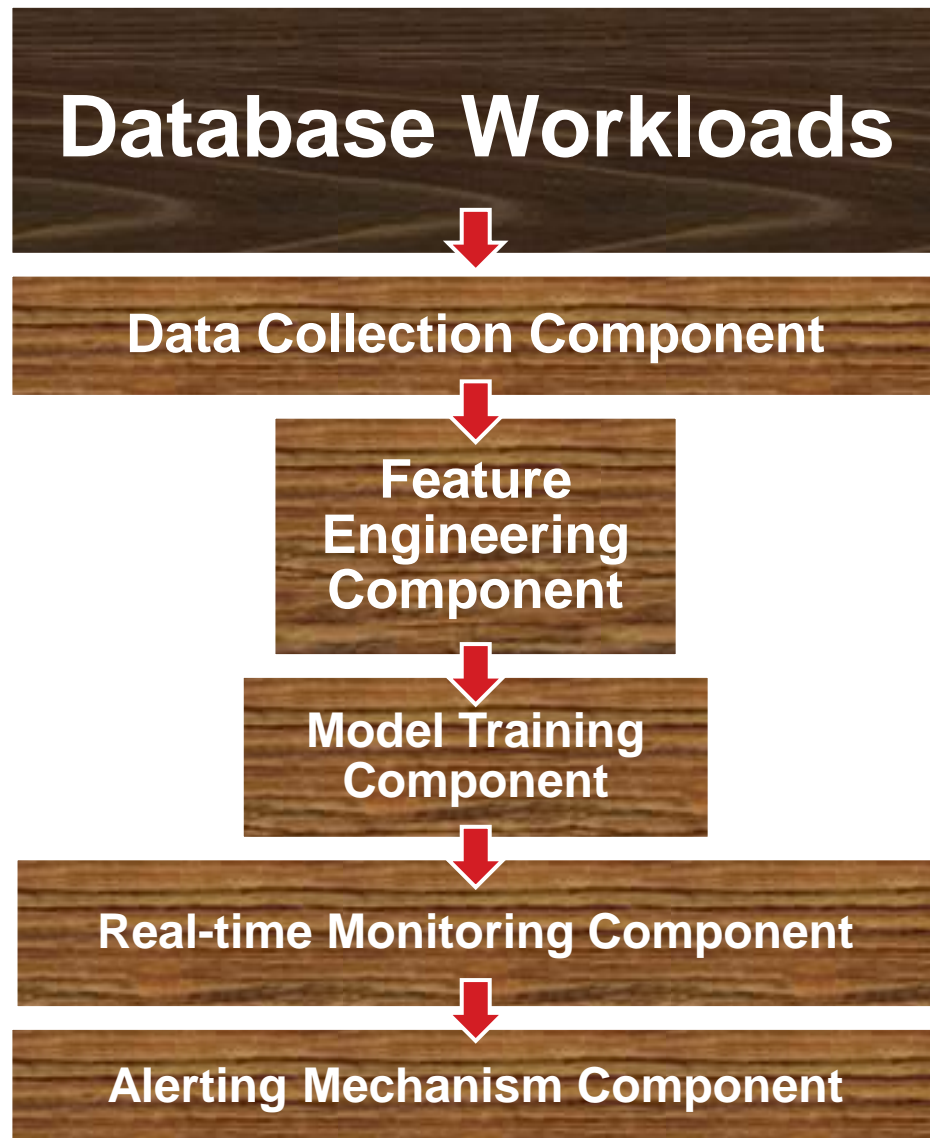 Database Workloads
Data Collection Component
Feature
Engineering
Component
Model Training
Component
Real-time Monitoring Component
Alerting Mechanism Component